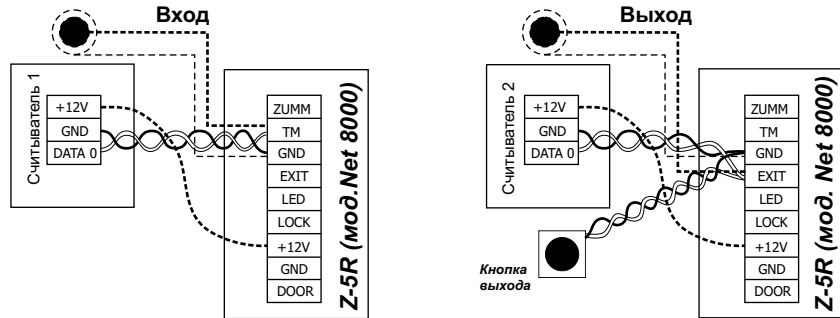 Вход
Считыватель 1
+12V
GND
DATA 0
ZUMM
TM
GND
EXIT
LED
LOCK
+12V
GND
DOOR
Z-5R (мод.Net 8000)
Выход
Считыватель 2
+12V
GND
DATA 0
Кнопка
выхода
ZUMM
TM
GND
EXIT
LED
LOCK
+12V
GND
DOOR
Z-5R (мод. Net 8000)